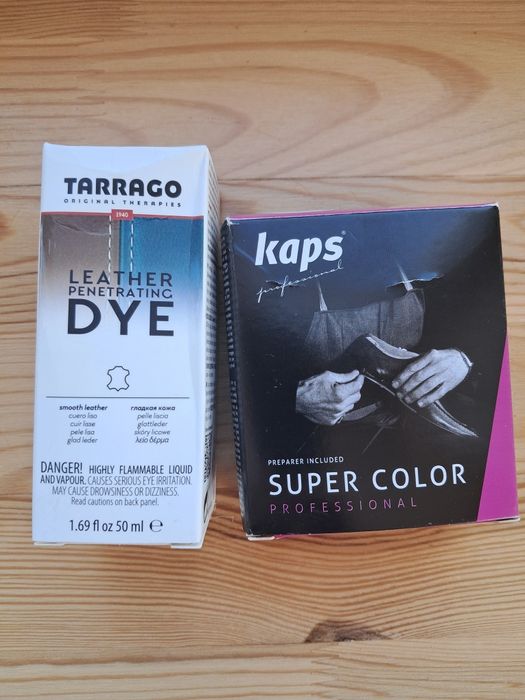 TARRAGO
ORIGINAL THERAPIES
1940
LEATHER
PENETRATING
DYE
smooth leather
cuero liso
cuir lisse
pele lisa
glad leder
гладкая кожа
pelle liscia
glattleder
skóry licowe
λείο δέρμα
DANGER! HIGHLY FLAMMABLE LIQUID
AND VAPOUR. CAUSES SERIOUS EYE IRRITATION.
MAY CAUSE DROWSINESS OR DIZZINESS.
Read cautions on back panel.
1.69 fl oz 50 ml ℮
kaps®
professional
PREPARER INCLUDED
SUPER COLOR
PROFESSIONAL